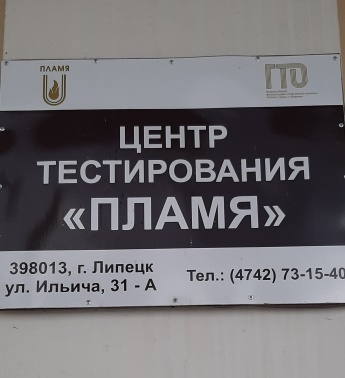 ПЛАМЯ
ГТО
ЦЕНТР
ТЕСТИРОВАНИЯ
«ПЛАМЯ»
398013, г. Липецк
ул. Ильича, 31 - А
Тел.: (4742) 73-15-40